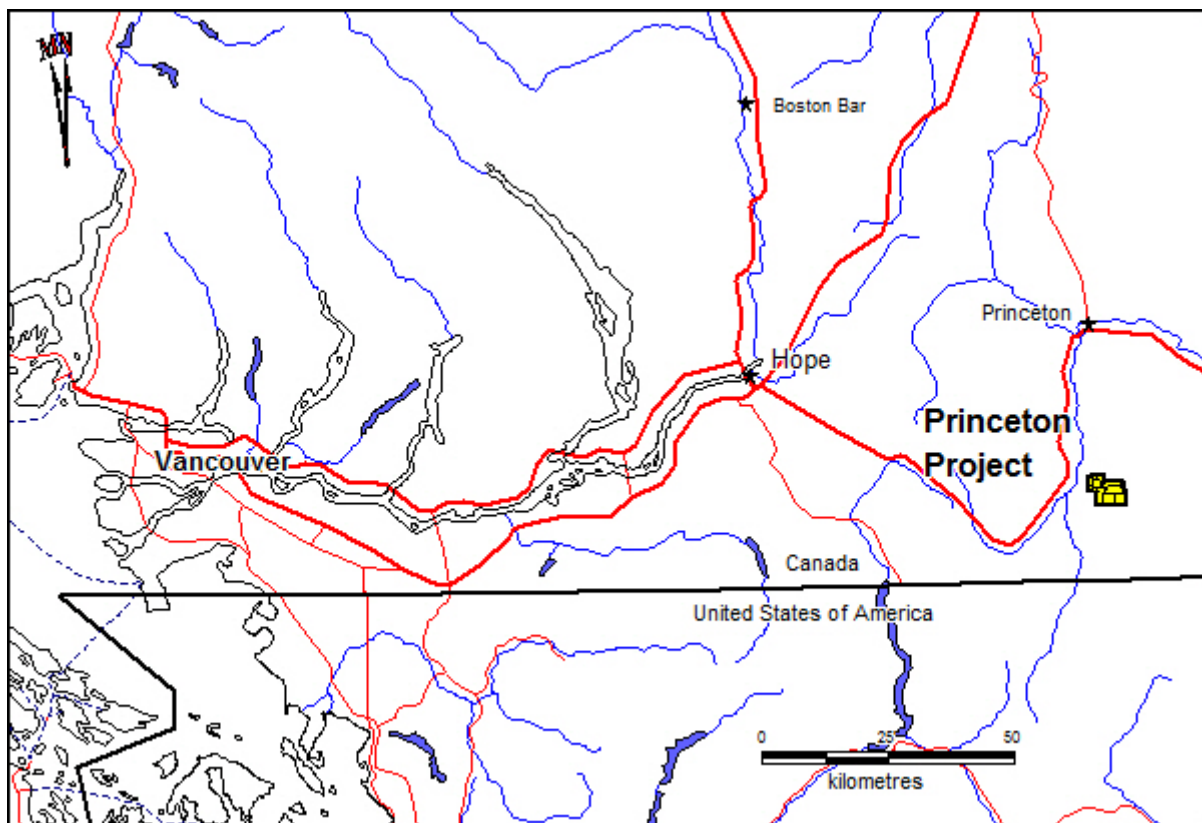 MN
Boston Bar
Princeton
Hope
Princeton
Project
Vancouver
Canada
United States of America
0 25 50
kilometres